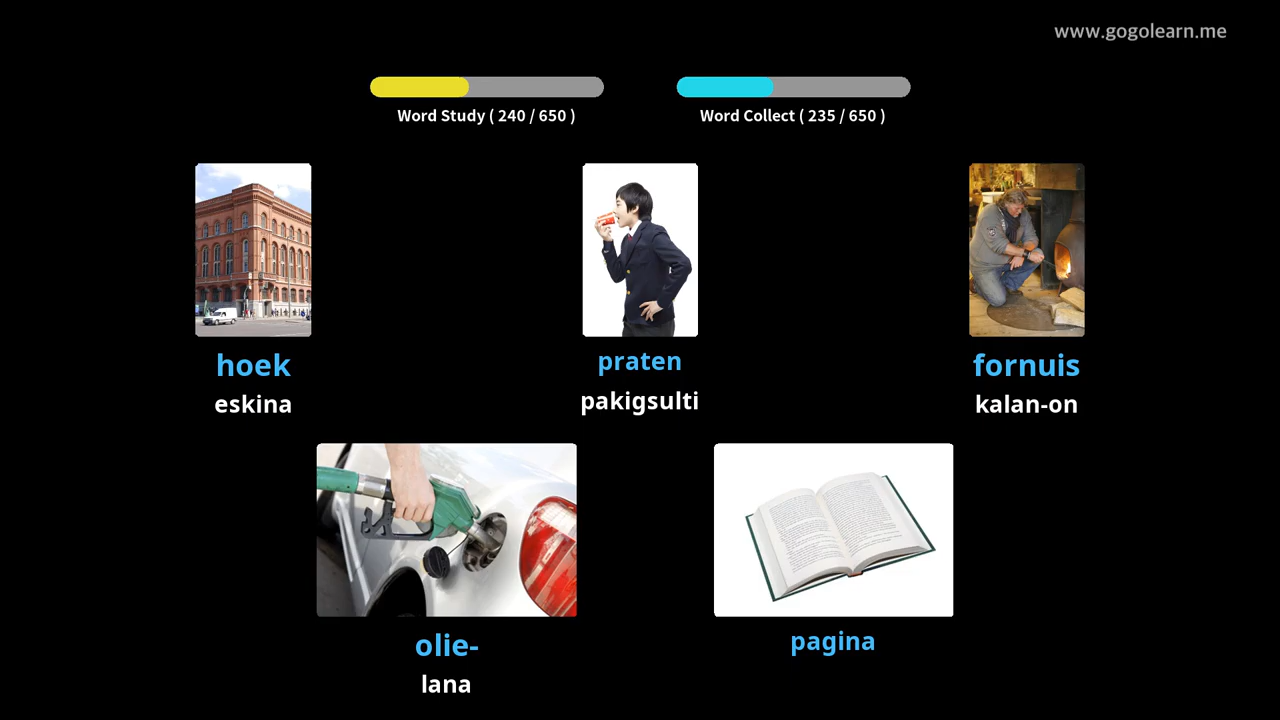 www.gogolearn.me
Word Study ( 240 / 650 )
Word Collect ( 235 / 650 )
hoek
eskina
praten
pakigsulti
fornuis
kalan-on
olie-
lana
pagina